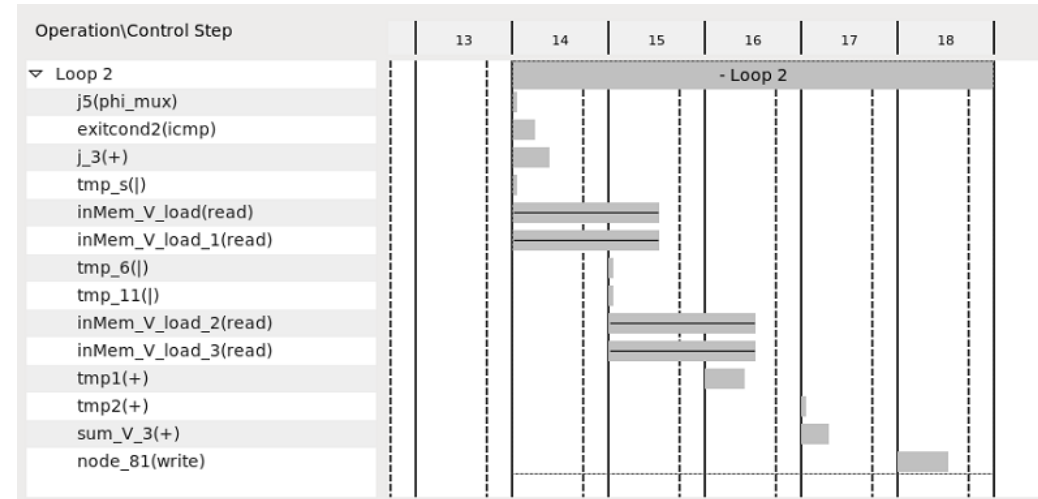 Operation\Control Step 13 14 15 16 17 18
Loop 2 - Loop 2
j5(phi_mux)
exitcond2(icmp)
j_3(+)
tmp_s(|)
inMem_V_load(read)
inMem_V_load_1(read)
tmp_6(|)
tmp_11(|)
inMem_V_load_2(read)
inMem_V_load_3(read)
tmp1(+)
tmp2(+)
sum_V_3(+)
node_81(write)